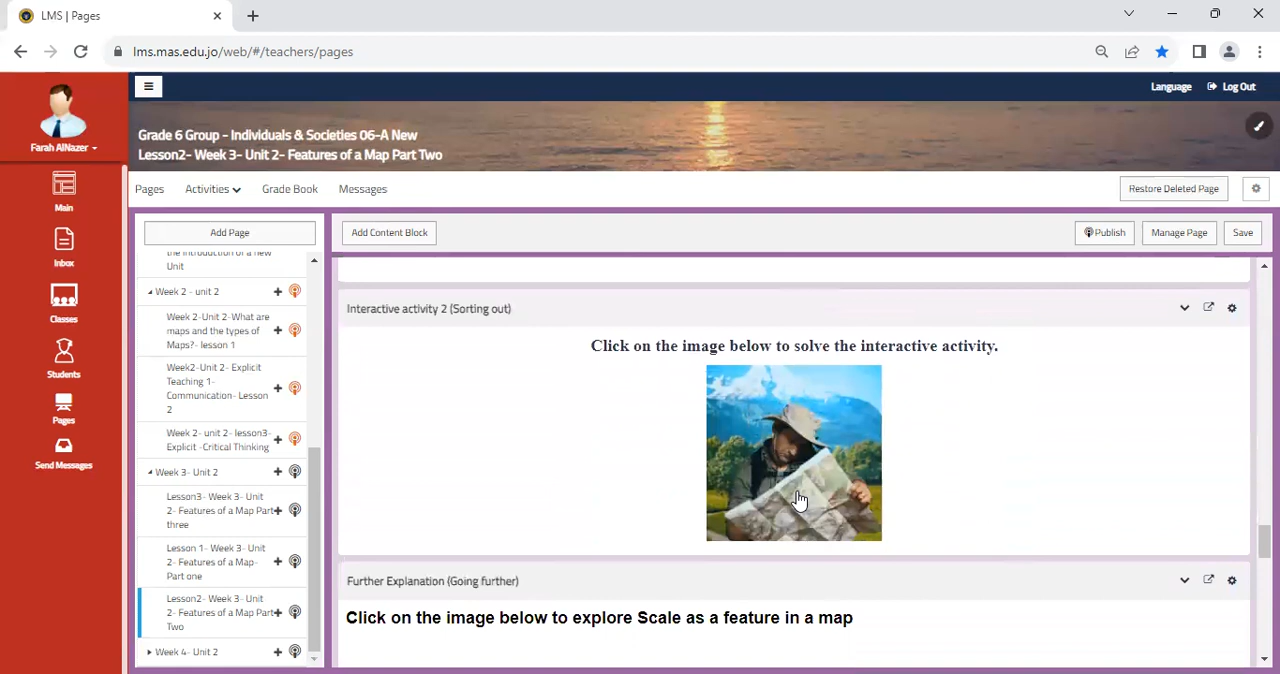 LMS | Pages
lms.mas.edu.jo/web/#/teachers/pages
Language
Log Out
Farah AlNazer
Grade 6 Group - Individuals & Societies 06-A New
Lesson2- Week 3- Unit 2- Features of a Map Part Two
Pages
Activities
Grade Book
Messages
Restore Deleted Page
Main
Inbox
Classes
Students
Pages
Send Messages
Add Page
Add Content Block
Publish
Manage Page
Save
the introduction of a new
Unit
Week 2 - unit 2
Week 2-Unit 2-What are
maps and the types of
Maps?- lesson 1
Week2-Unit 2- Explicit
Teaching 1-
Communication- Lesson
2
Week 2- unit 2- lesson3-
Explicit -Critical Thinking
Week 3- Unit 2
Lesson3- Week 3- Unit
2- Features of a Map Part
three
Lesson 1- Week 3- Unit
2- Features of a Map-
Part one
Lesson2- Week 3- Unit
2- Features of a Map Part
Two
Week 4- Unit 2
Interactive activity 2 (Sorting out)
Click on the image below to solve the interactive activity.
Further Explanation (Going further)
Click on the image below to explore Scale as a feature in a map